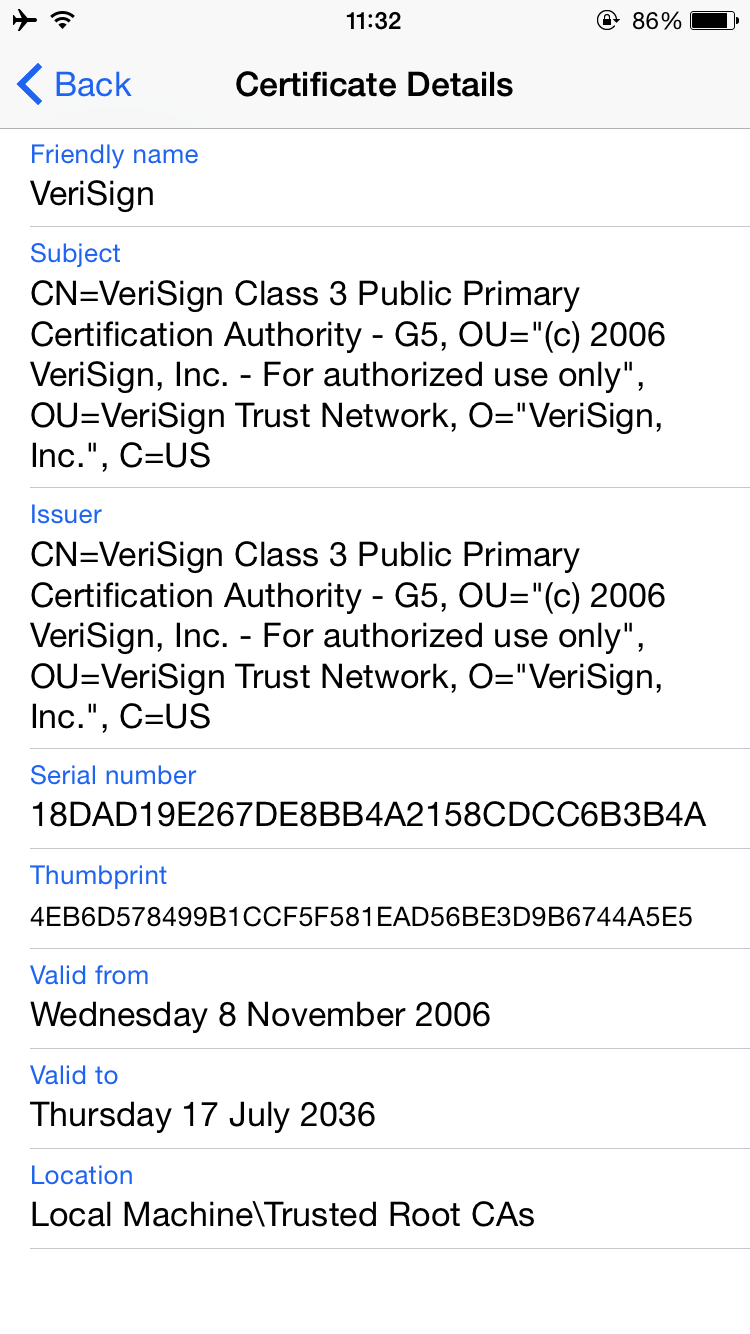 11:32
86%
Back
Certificate Details
Friendly name
VeriSign
Subject
CN=VeriSign Class 3 Public Primary
Certification Authority - G5, OU="(c) 2006
VeriSign, Inc. - For authorized use only",
OU=VeriSign Trust Network, O="VeriSign,
Inc.", C=US
Issuer
CN=VeriSign Class 3 Public Primary
Certification Authority - G5, OU="(c) 2006
VeriSign, Inc. - For authorized use only",
OU=VeriSign Trust Network, O="VeriSign,
Inc.", C=US
Serial number
18DAD19E267DE8BB4A2158CDCC6B3B4A
Thumbprint
4EB6D578499B1CCF5F581EAD56BE3D9B6744A5E5
Valid from
Wednesday 8 November 2006
Valid to
Thursday 17 July 2036
Location
Local Machine\Trusted Root CAs